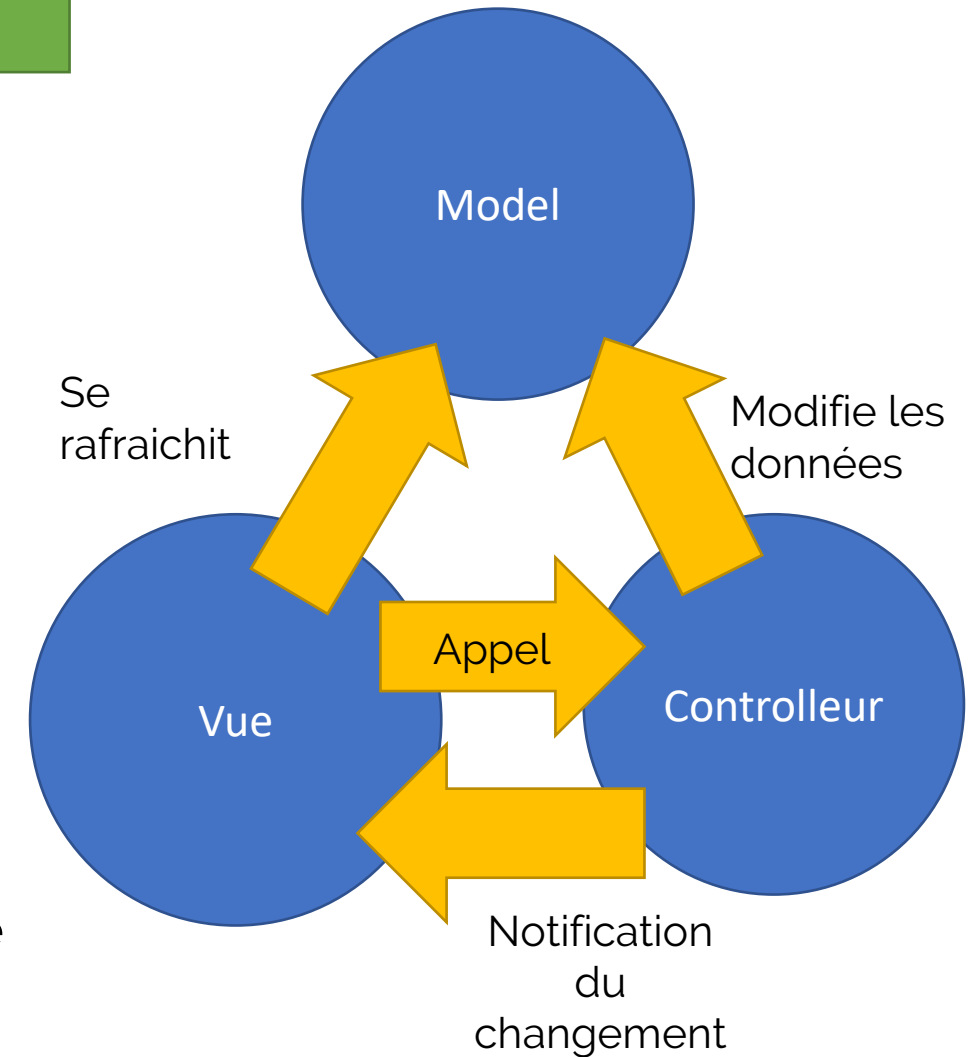 Model
Se
rafraichit
Modifie les
données
Appel
Vue
Controlleur
Notification
du
changement